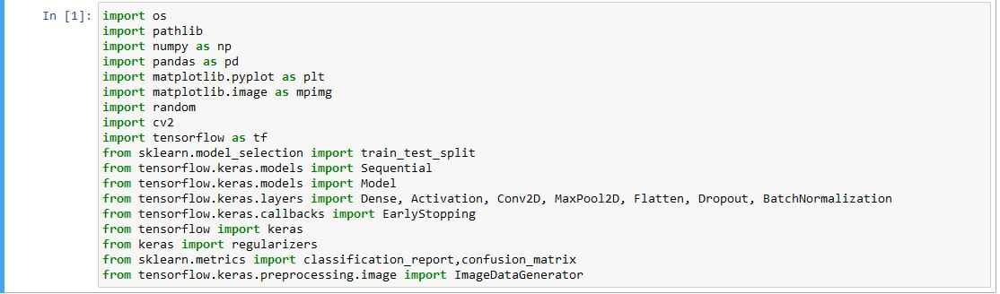 In [1]:
import os
import pathlib
import numpy as np
import pandas as pd
import matplotlib.pyplot as plt
import matplotlib.image as mpimg
import random
import cv2
import tensorflow as tf
from sklearn.model_selection import train_test_split
from tensorflow.keras.models import Sequential
from tensorflow.keras.models import Model
from tensorflow.keras.layers import Dense, Activation, Conv2D, MaxPool2D, Flatten, Dropout, BatchNormalization
from tensorflow.keras.callbacks import EarlyStopping
from tensorflow import keras
from keras import regularizers
from sklearn.metrics import classification_report,confusion_matrix
from tensorflow.keras.preprocessing.image import ImageDataGenerator